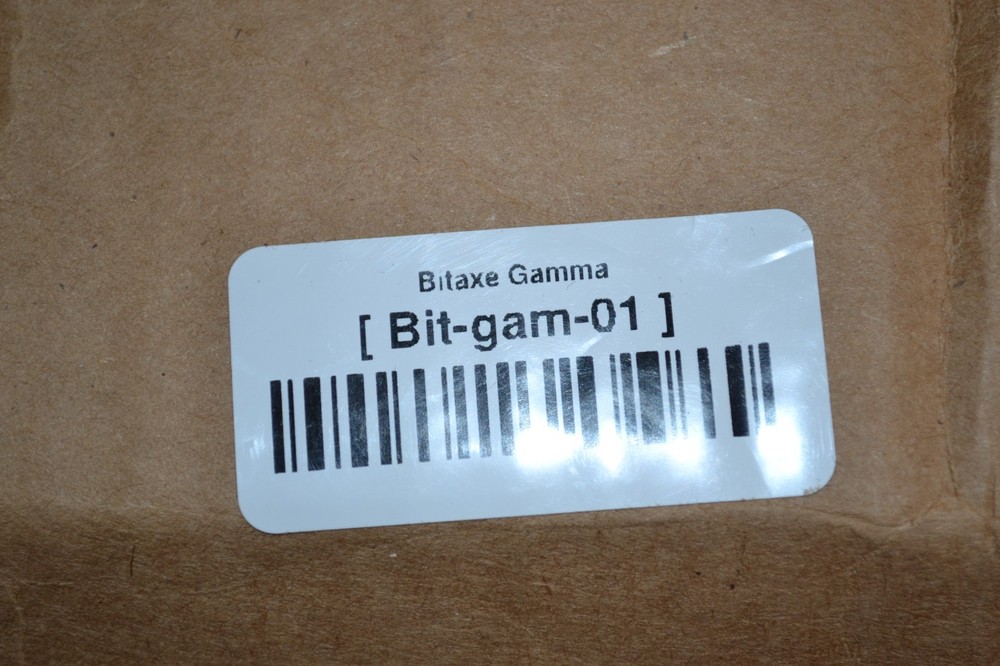 Bitaxe Gamma
[ Bit-gam-01 ]